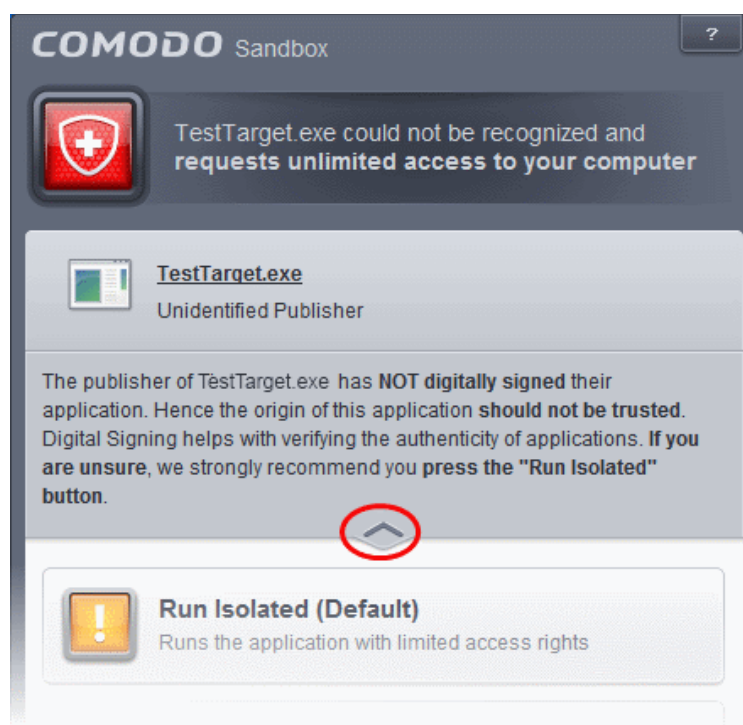 COMODO Sandbox
?
TestTarget.exe could not be recognized and
requests unlimited access to your computer
TestTarget.exe
Unidentified Publisher
The publisher of TestTarget.exe has NOT digitally signed their
application. Hence the origin of this application should not be trusted.
Digital Signing helps with verifying the authenticity of applications. If you
are unsure, we strongly recommend you press the "Run Isolated"
button.
Run Isolated (Default)
Runs the application with limited access rights